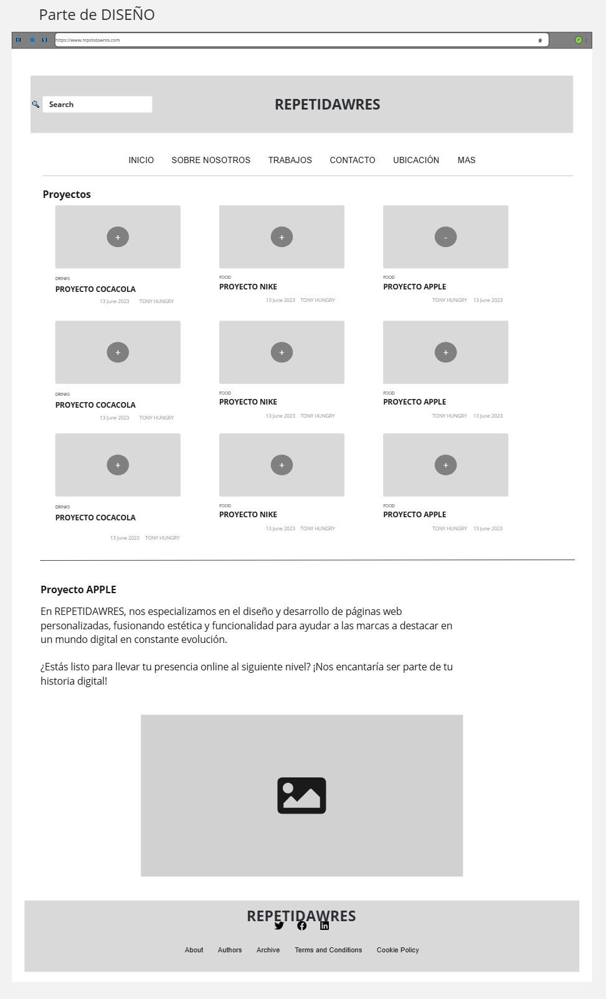 Parte de DISEÑO
https://www.repetidawres.com
P
Search
REPETIDAWRES
INICIO SOBRE NOSOTROS TRABAJOS CONTACTO UBICACIÓN MAS
Proyectos
+ + -
DRINKS FOOD FOOD
PROYECTO COCACOLA PROYECTO NIKE PROYECTO APPLE
13 June 2023 TONY HUNGRY 13 June 2023 TONY HUNGRY TONY HUNGRY 13 June 2023
+ + +
DRINKS FOOD FOOD
PROYECTO COCACOLA PROYECTO NIKE PROYECTO APPLE
13 June 2023 TONY HUNGRY 13 June 2023 TONY HUNGRY TONY HUNGRY 13 June 2023
+ + +
DRINKS FOOD FOOD
PROYECTO COCACOLA PROYECTO NIKE PROYECTO APPLE
13 June 2023 TONY HUNGRY 13 June 2023 TONY HUNGRY TONY HUNGRY 13 June 2023
Proyecto APPLE
En REPETIDAWRES, nos especializamos en el diseño y desarrollo de páginas web
personalizadas, fusionando estética y funcionalidad para ayudar a las marcas a destacar en
un mundo digital en constante evolución.
¿Estás listo para llevar tu presencia online al siguiente nivel? ¡Nos encantaría ser parte de tu
historia digital!
REPETIDAWRES
About Authors Archive Terms and Conditions Cookie Policy